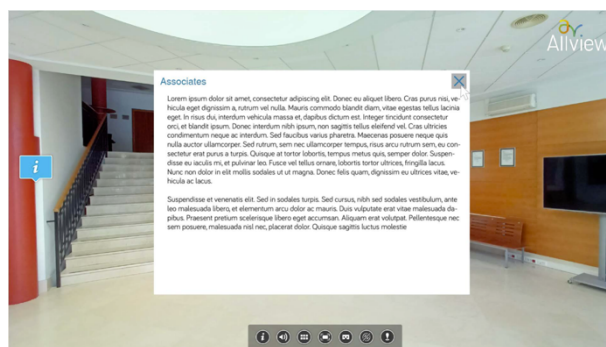 Allview
Associates
Lorem ipsum dolor sit amet, consectetur adipiscing elit. Donec eu aliquet libero. Cras purus nisi, ve-
hicula eget dignissim a, rutrum vel nulla. Mauris commodo blandit diam, vitae egestas tellus lacinia
eget. In risus dui, interdum vehicula massa et, dapibus dictum est. Integer tincidunt consectetur
orci, et blandit ipsum. Donec interdum nibh ipsum, non sagittis tellus eleifend vel. Cras ultricies
condimentum neque ac interdum. Sed faucibus varius pharetra. Maecenas posuere neque quis
nulla auctor ullamcorper. Sed rutrum, sem nec ullamcorper tempus, risus arcu rutrum sem, eu con-
sectetur erat purus a turpis. Quisque at tortor lobortis, tempus metus quis, semper dolor. Suspen-
disse eu iaculis mi, et pulvinar leo. Fusce vel tellus ornare, lobortis tortor ultrices, fringilla lacus.
Nunc non dolor in elit mollis sodales ut ut magna. Donec felis quam, dignissim eu ultrices vitae, ve-
hicula ac lacus.
Suspendisse et venenatis elit. Sed in sodales turpis. Sed cursus, nibh sed sodales vestibulum, ante
leo malesuada libero, et elementum arcu dolor ac mauris. Duis vulputate erat vitae malesuada da-
pibus. Praesent pretium scelerisque libero eget accumsan. Aliquam erat volutpat. Pellentesque nec
sem posuere, malesuada nisl nec, placerat dolor. Quisque sagittis luctus molestie